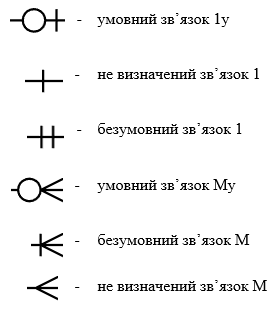 - умовний зв’язок 1у
- не визначений зв’язок 1
- безумовний зв’язок 1
- умовний зв’язок Му
- безумовний зв’язок М
- не визначений зв’язок М